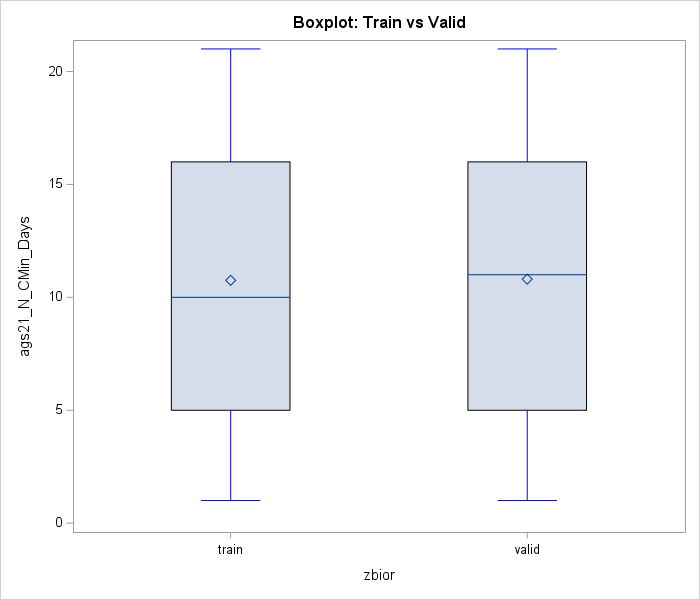 Boxplot: Train vs Valid
20
15
10
5
0
ags21_N_CMin_Days
train
valid
zbior